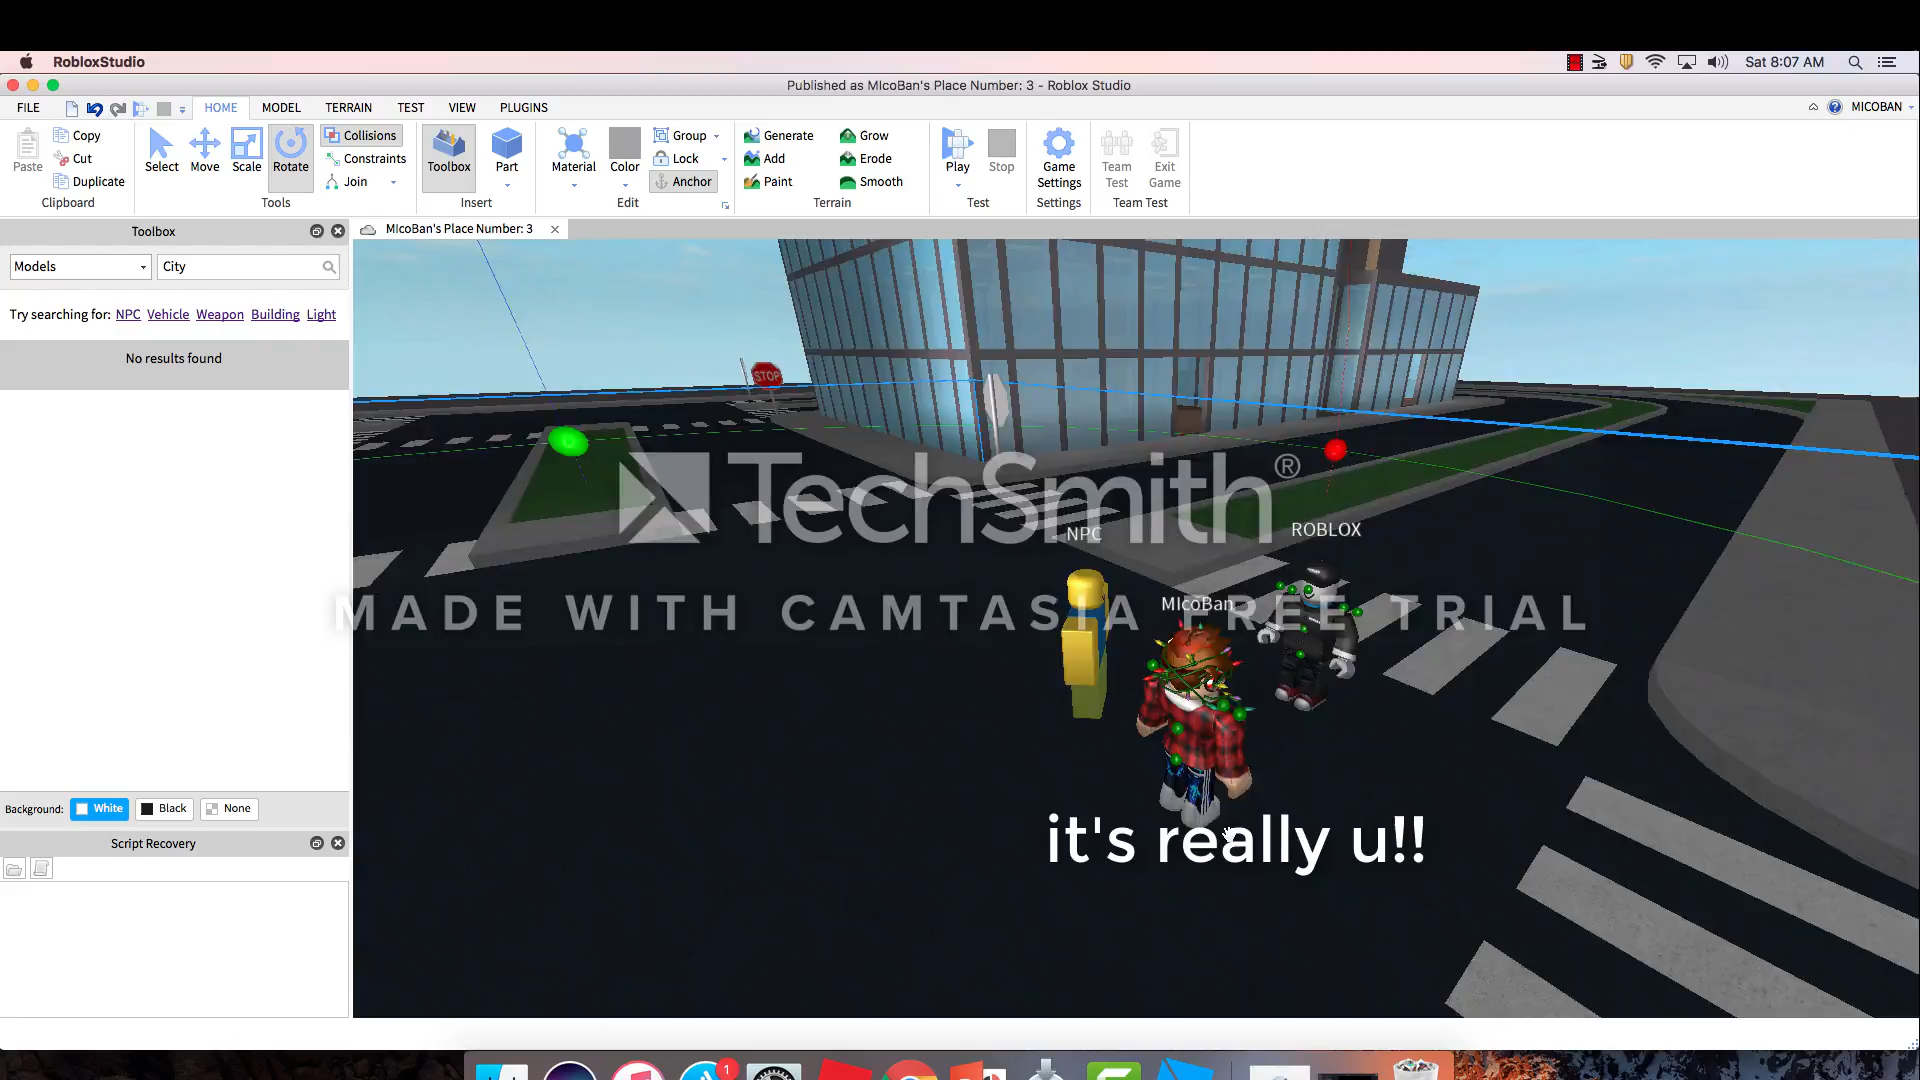 RobloxStudio
Sat 8:07 AM
Published as MIcoBan's Place Number: 3 - Roblox Studio
FILE HOME MODEL TERRAIN TEST VIEW PLUGINS
MICOBAN
Paste
Copy
Cut
Duplicate
Clipboard
Select
Move
Scale
Rotate
Collisions
Constraints
Join
Tools
Toolbox
Part
Insert
Material
Color
Group
Lock
Anchor
Edit
Generate
Add
Paint
Grow
Erode
Smooth
Terrain
Play
Stop
Test
Game
Settings
Settings
Team
Test
Exit
Game
Team Test
Toolbox
MIcoBan's Place Number: 3
Models
City
Try searching for: NPC Vehicle Weapon Building Light
No results found
Background: White Black None
Script Recovery
STOP
TechSmith®
MADE WITH CAMTASIA FREE TRIAL
NPC
ROBLOX
MIcoBan
it's really u!!
1